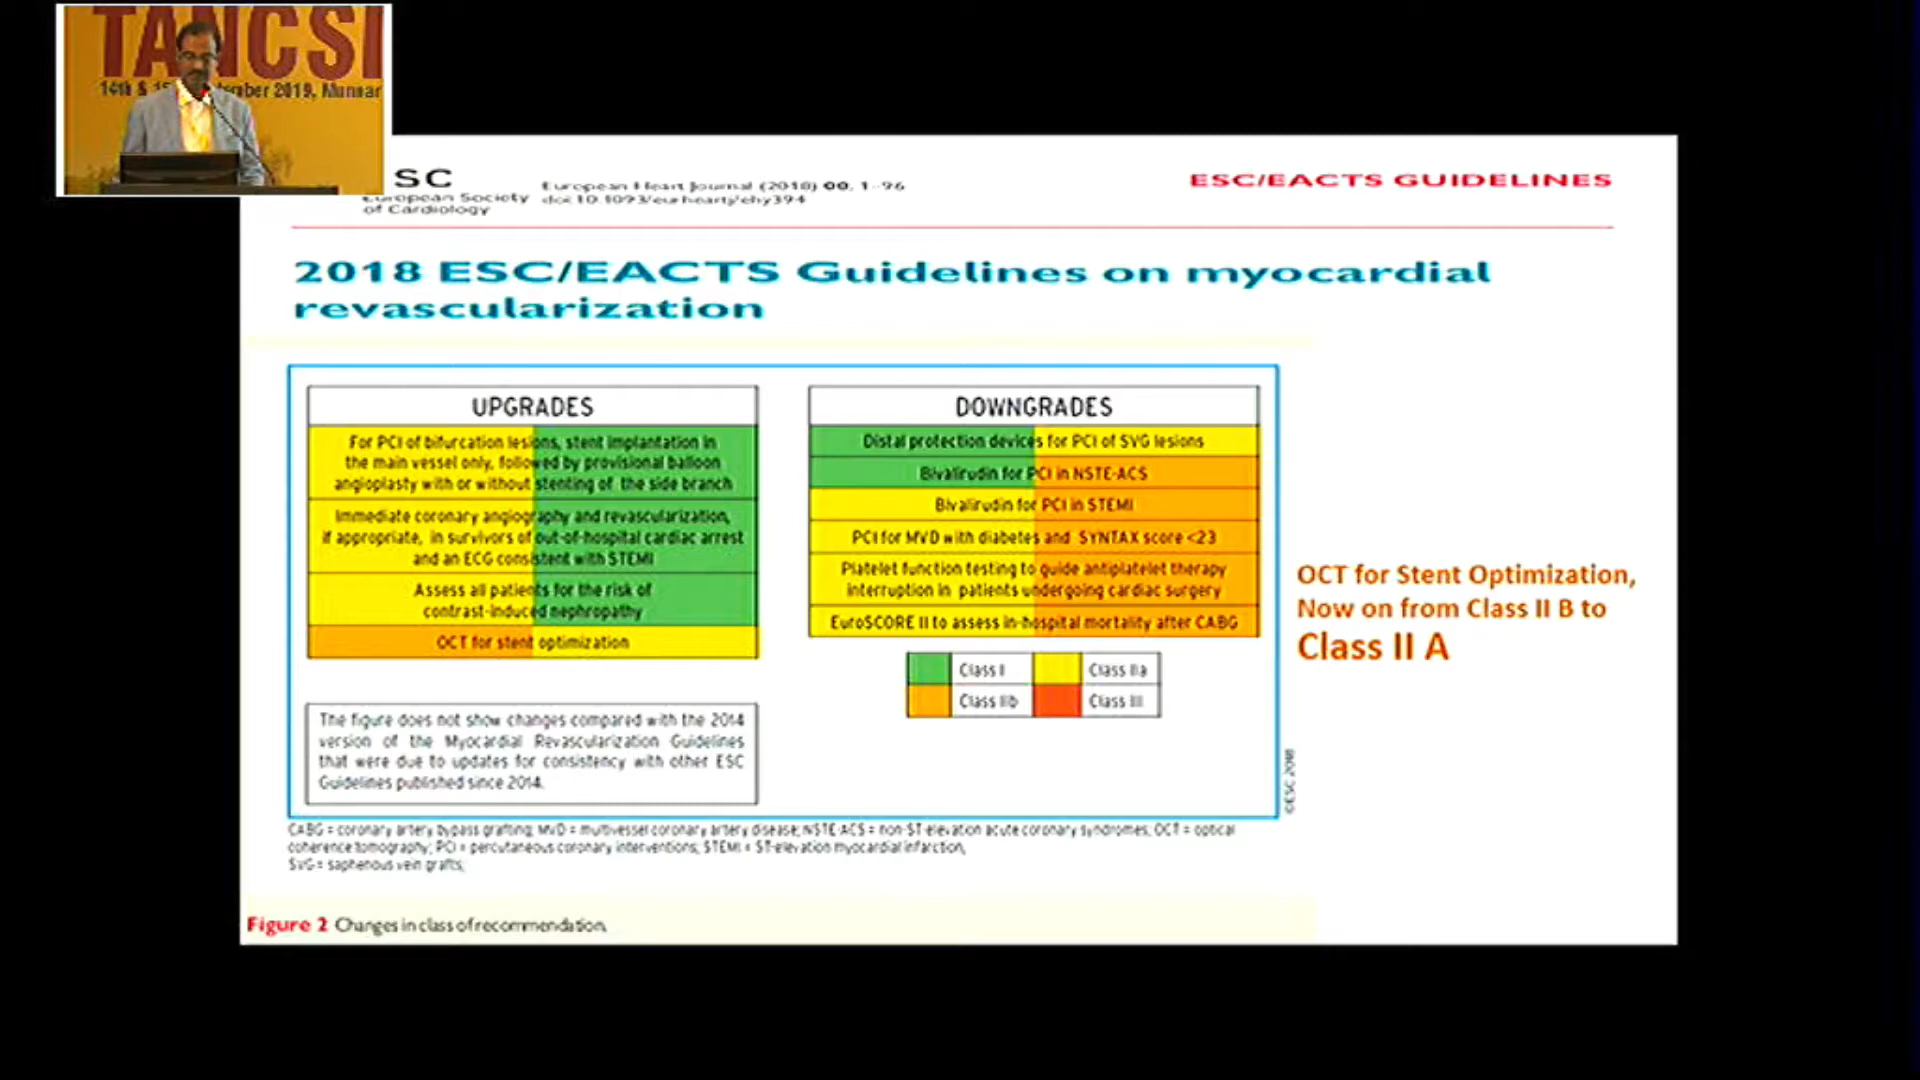 TANCSI
14th & 15 ember 2019, Munnar
SC
European Society
of Cardiology
European Heart Journal (2018) 00, 1–96
doi:10.1093/eurheartj/ehy394
ESC/EACTS GUIDELINES
2018 ESC/EACTS Guidelines on myocardial
revascularization
UPGRADES
For PCI of bifurcation lesions, stent implantation in
the main vessel only, followed by provisional balloon
angioplasty with or without stenting of the side branch
Immediate coronary angiography and revascularization,
if appropriate, in survivors of out-of-hospital cardiac arrest
and an ECG consistent with STEMI
Assess all patients for the risk of
contrast-induced nephropathy
OCT for stent optimization
DOWNGRADES
Distal protection devices for PCI of SVG lesions
Bivalirudin for PCI in NSTE-ACS
Bivalirudin for PCI in STEMI
PCI for MVD with diabetes and SYNTAX score <23
Platelet function testing to guide antiplatelet therapy
interruption in patients undergoing cardiac surgery
EuroSCORE II to assess in-hospital mortality after CABG
Class I
Class IIa
Class IIb
Class III
OCT for Stent Optimization,
Now on from Class II B to
Class II A
The figure does not show changes compared with the 2014
version of the Myocardial Revascularization Guidelines
that were due to updates for consistency with other ESC
Guidelines published since 2014.
©ESC 2018
CABG = coronary artery bypass grafting; MVD = multivessel coronary artery disease; NSTE-ACS = non-ST-elevation acute coronary syndromes; OCT = optical
coherence tomography; PCI = percutaneous coronary interventions; STEMI = ST-elevation myocardial infarction;
SVG = saphenous vein grafts;
Figure 2 Changes in class of recommendation.